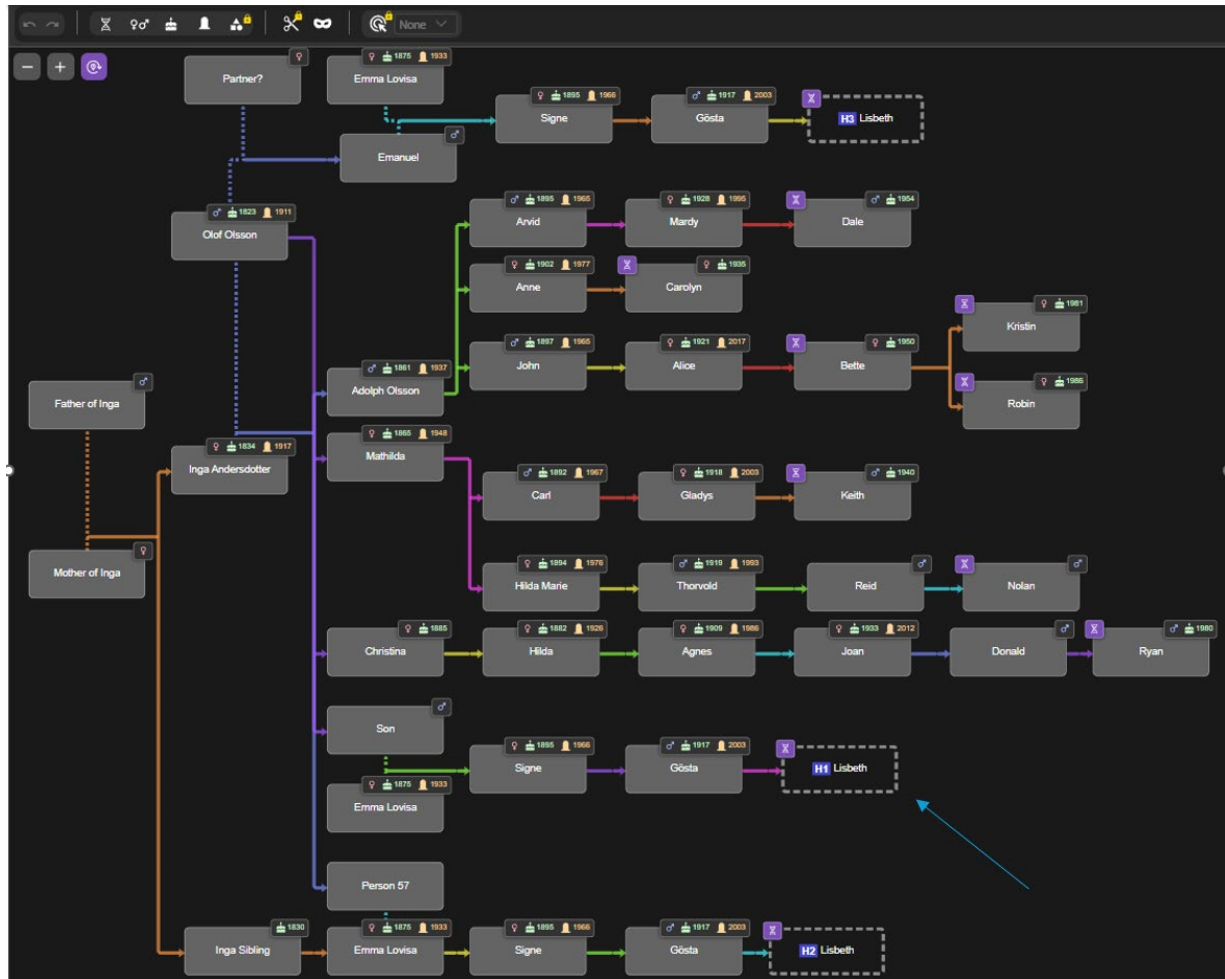 None
1875 1933
Partner?
Emma Lovisa
1895 1966
1917 2003
Signe
Gösta
H3 Lisbeth
Emanuel
1823 1911
Olof Olsson
1895 1965
1928 1995
1954
Arvid
Mardy
Dale
1902 1977
1935
Anne
Carolyn
1981
Kristin
1897 1965
1921 2017
1950
John
Alice
Bette
1861 1937
Adolph Olsson
1986
Robin
Father of Inga
1865 1948
Mathilda
1834 1917
Inga Andersdotter
1892 1967
1918 2003
1940
Carl
Gladys
Keith
Mother of Inga
1894 1976
1919 1993
Hilda Marie
Thorvold
Reid
Nolan
1885
1882 1926
1909 1986
1933 2012
1980
Christina
Hilda
Agnes
Joan
Donald
Ryan
Son
1895 1966
1917 2003
Signe
Gösta
H1 Lisbeth
1875 1933
Emma Lovisa
Person 57
1830
1875 1933
1895 1966
1917 2003
Inga Sibling
Emma Lovisa
Signe
Gösta
H2 Lisbeth